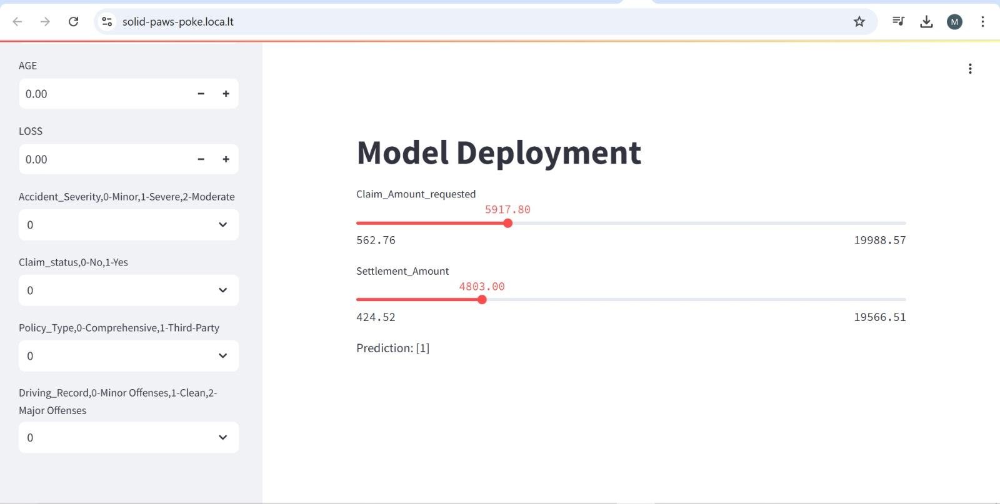 solid-paws-poke.loca.lt
M
AGE
0.00
LOSS
0.00
Accident_Severity,0-Minor,1-Severe,2-Moderate
0
Claim_status,0-No,1-Yes
0
Policy_Type,0-Comprehensive,1-Third-Party
0
Driving_Record,0-Minor Offenses,1-Clean,2-
Major Offenses
0
Model Deployment
Claim_Amount_requested
5917.80
562.76 19988.57
Settlement_Amount
4803.00
424.52 19566.51
Prediction: [1]